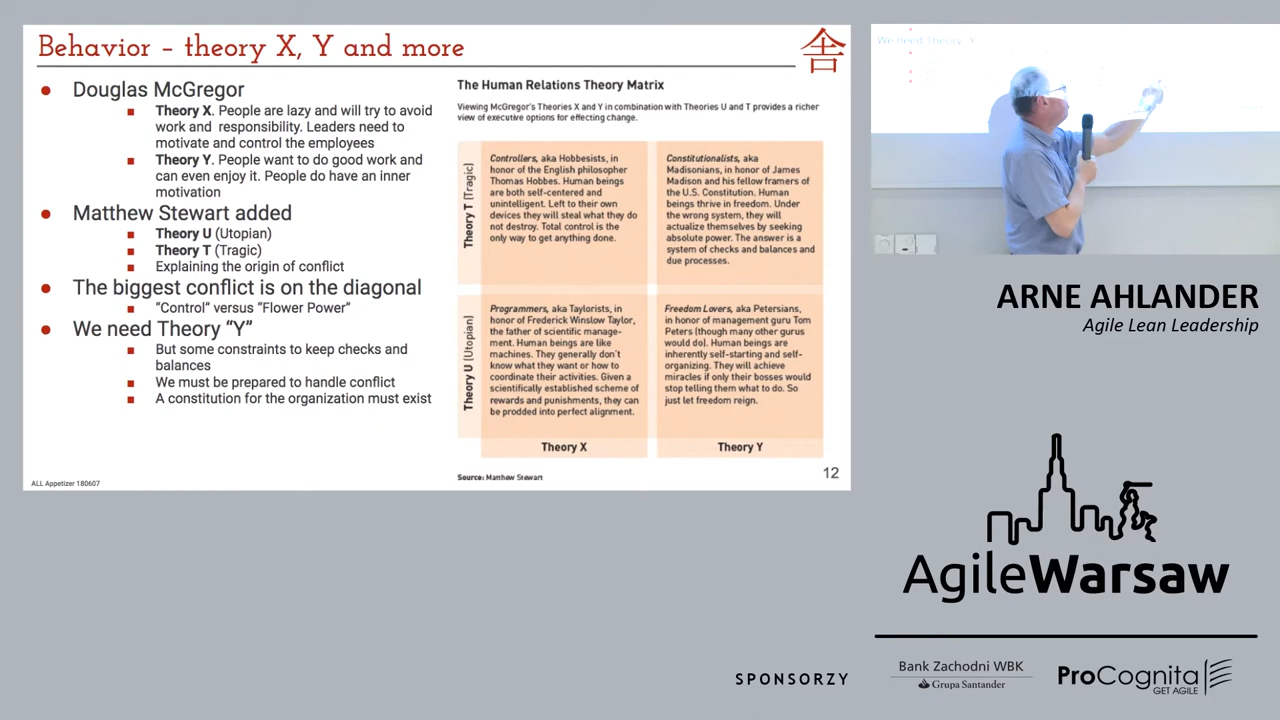 Behavior – theory X, Y and more
舎
● Douglas McGregor
■ Theory X. People are lazy and will try to avoid
work and responsibility. Leaders need to
motivate and control the employees
■ Theory Y. People want to do good work and
can even enjoy it. People do have an inner
motivation
● Matthew Stewart added
■ Theory U (Utopian)
■ Theory T (Tragic)
■ Explaining the origin of conflict
● The biggest conflict is on the diagonal
■ “Control” versus “Flower Power”
● We need Theory “Y”
■ But some constraints to keep checks and
balances
■ We must be prepared to handle conflict
■ A constitution for the organization must exist
ALL Appetizer 180607
The Human Relations Theory Matrix
Viewing McGregor's Theories X and Y in combination with Theories U and T provides a richer
view of executive options for effecting change.
Theory T (Tragic)
Controllers, aka Hobbesists, in
honor of the English philosopher
Thomas Hobbes. Human beings
are both self-centered and
unintelligent. Left to their own
devices they will steal what they do
not destroy. Total control is the
only way to get anything done.
Constitutionalists, aka
Madisonians, in honor of James
Madison and his fellow framers of
the U.S. Constitution. Human
beings thrive in freedom. Under
the wrong system, they will
actualize themselves by seeking
absolute power. The answer is a
system of checks and balances and
due processes.
Theory U (Utopian)
Programmers, aka Taylorists, in
honor of Frederick Winslow Taylor,
the father of scientific manage-
ment. Human beings are like
machines. They generally don't
know what they want or how to
coordinate their activities. Given a
scientifically established scheme of
rewards and punishments, they can
be prodded into perfect alignment.
Freedom Lovers, aka Petersians,
in honor of management guru Tom
Peters (though many other gurus
would do). Human beings are
inherently self-starting and self-
organizing. They will achieve
miracles if only their bosses would
stop telling them what to do. So
just let freedom reign.
Theory X
Theory Y
Source: Matthew Stewart
12
We need Theory Y
ARNE AHLANDER
Agile Lean Leadership
AgileWarsaw
SPONSORZY
Bank Zachodni WBK
Grupa Santander
ProCognita
GET AGILE